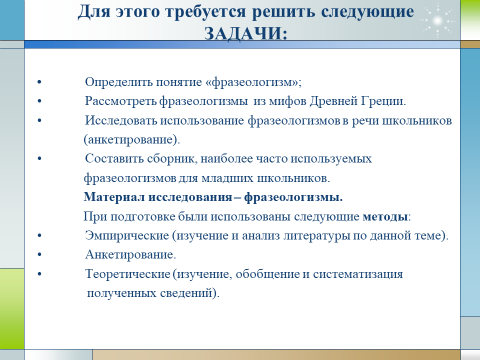 Для этого требуется решить следующие
ЗАДАЧИ:
• Определить понятие «фразеологизм»;
• Рассмотреть фразеологизмы из мифов Древней Греции.
• Исследовать использование фразеологизмов в речи школьников
(анкетирование).
• Составить сборник, наиболее часто используемых
фразеологизмов для младших школьников.
Материал исследования – фразеологизмы.
При подготовке были использованы следующие методы:
• Эмпирические (изучение и анализ литературы по данной теме).
• Анкетирование.
• Теоретические (изучение, обобщение и систематизация
полученных сведений).